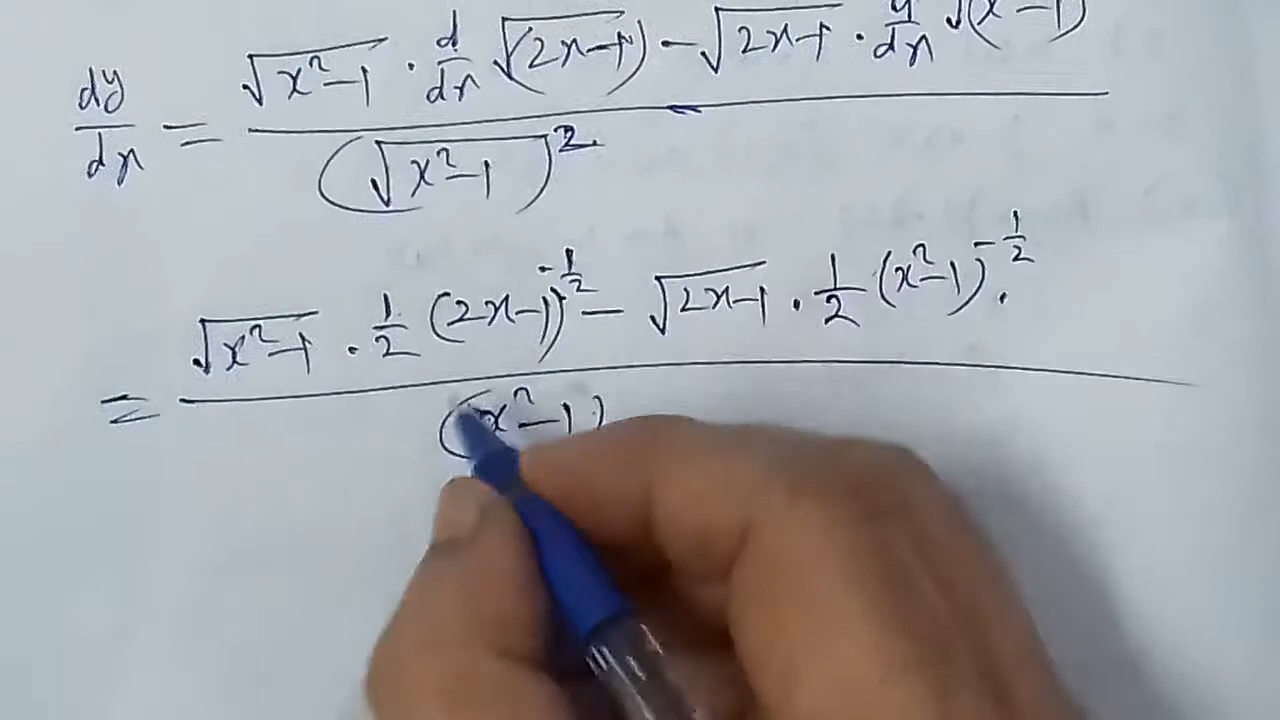 dy/dx = √(x²-1) · d/dx √(2x-1) - √(2x-1) · d/dx √(x²-1) / (√(x²-1))²
= √(x²-1) · 1/2 (2x-1)^(-1/2) - √(2x-1) · 1/2 (x²-1)^(-1/2) · / (x²-1)